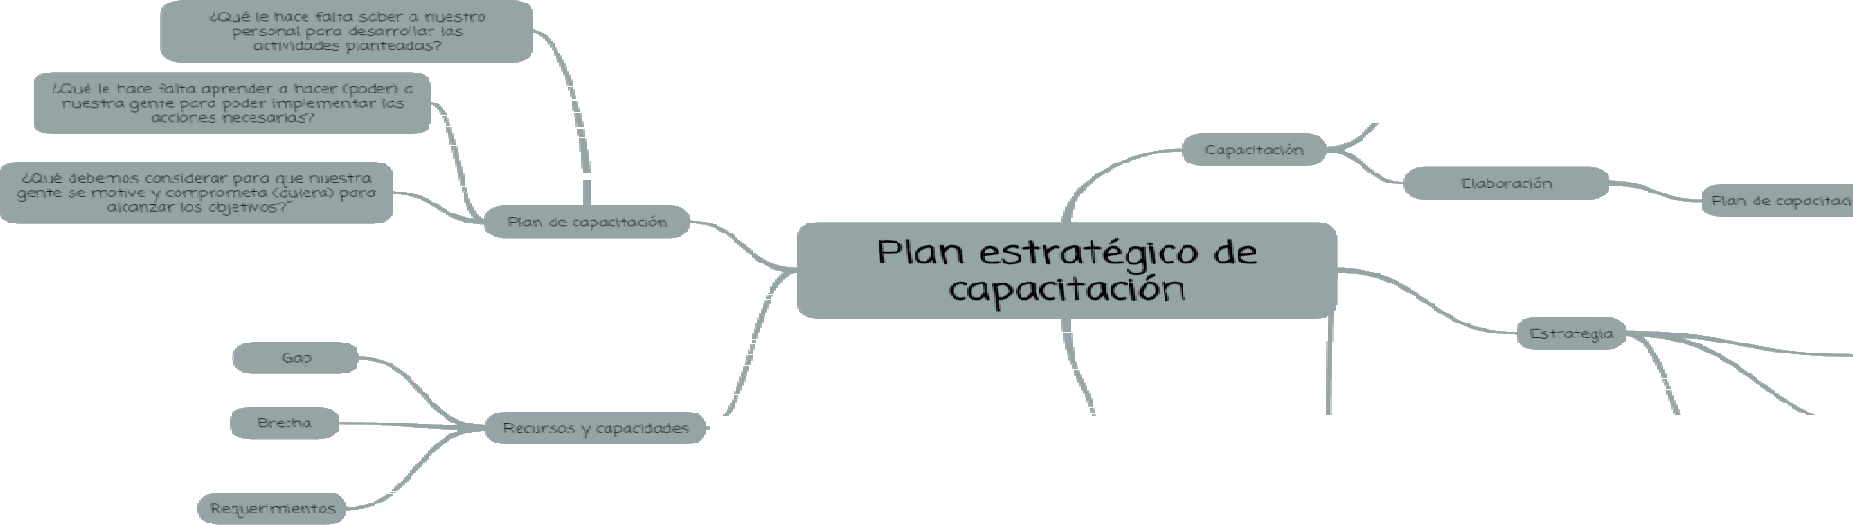 ¿Qué le hace falta saber a nuestro
personal para desarrollar las
actividades planteadas?
¿Qué le hace falta aprender a hacer (poder) a
nuestra gente para poder implementar las
acciones necesarias?
¿Qué debemos considerar para que nuestra
gente se motive y comprometa (quiera) para
alcanzar los objetivos?"
Plan de capacitación
Gap
Brecha
Recursos y capacidades
Requerimientos
Plan estratégico de
capacitación
Capacitación
Elaboración
Plan de capacitaci
Estrategia